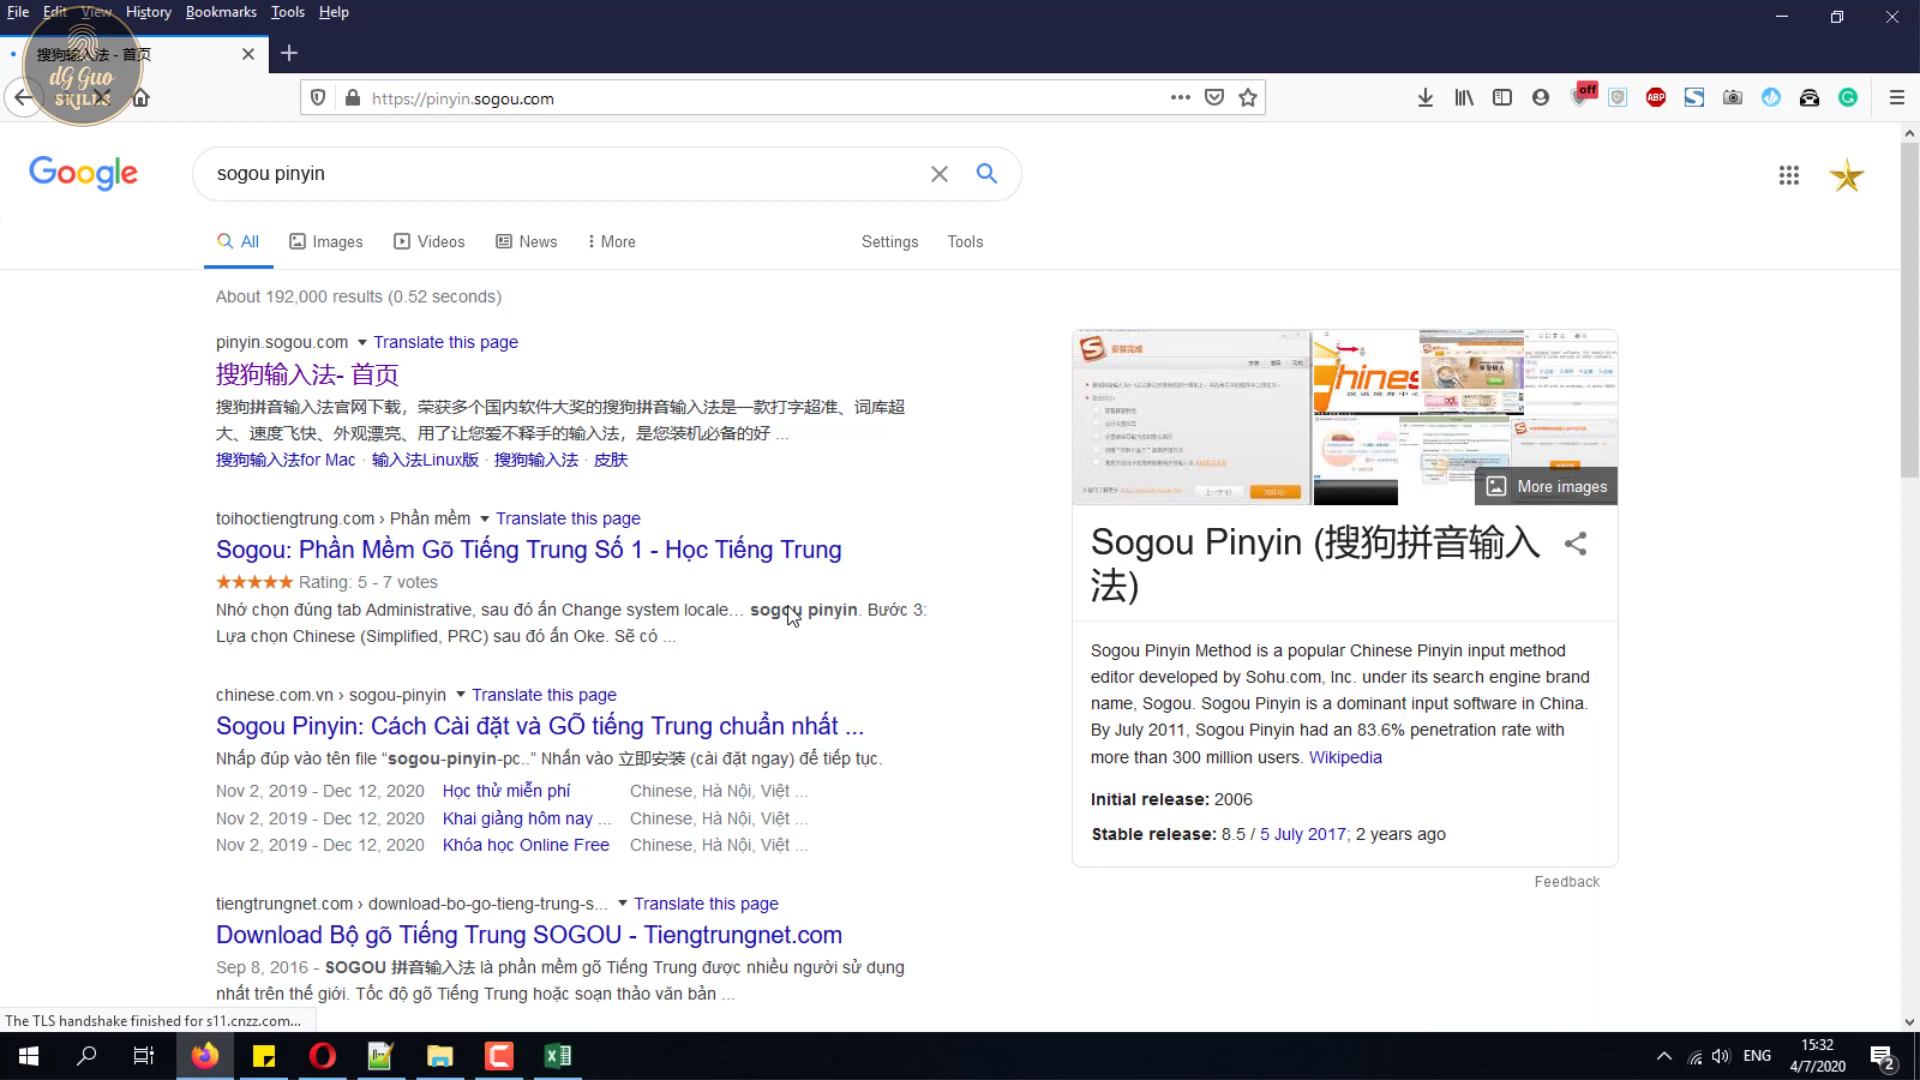 File Edit View History Bookmarks Tools Help
搜狗输入法 - 首页
dG Guo
SKILLS
https://pinyin.sogou.com
off
ABP
Google
sogou pinyin
All Images Videos News More Settings Tools
About 192,000 results (0.52 seconds)
pinyin.sogou.com Translate this page
搜狗输入法- 首页
搜狗拼音输入法官网下载，荣获多个国内软件大奖的搜狗拼音输入法是一款打字超准、词库超
大、速度飞快、外观漂亮、用了让您爱不释手的输入法，是您装机必备的好 ...
搜狗输入法for Mac · 输入法Linux版 · 搜狗输入法 · 皮肤
toihoctiengtrung.com › Phần mềm Translate this page
Sogou: Phần Mềm Gõ Tiếng Trung Số 1 - Học Tiếng Trung
Rating: 5 - 7 votes
Nhớ chọn đúng tab Administrative, sau đó ấn Change system locale… sogou pinyin. Bước 3:
Lựa chọn Chinese (Simplified, PRC) sau đó ấn Oke. Sẽ có ...
chinese.com.vn › sogou-pinyin Translate this page
Sogou Pinyin: Cách Cài đặt và GÕ tiếng Trung chuẩn nhất ...
Nhấp đúp vào tên file “sogou-pinyin-pc..” Nhấn vào 立即安装 (cài đặt ngay) để tiếp tục.
Nov 2, 2019 - Dec 12, 2020 Học thử miễn phí Chinese, Hà Nội, Việt ...
Nov 2, 2019 - Dec 12, 2020 Khai giảng hôm nay ... Chinese, Hà Nội, Việt ...
Nov 2, 2019 - Dec 12, 2020 Khóa học Online Free Chinese, Hà Nội, Việt ...
tiengtrungnet.com › download-bo-go-tieng-trung-s... Translate this page
Download Bộ gõ Tiếng Trung SOGOU - Tiengtrungnet.com
Sep 8, 2016 - SOGOU 拼音输入法 là phần mềm gõ Tiếng Trung được nhiều người sử dụng
nhất trên thế giới. Tốc độ gõ Tiếng Trung hoặc soạn thảo văn bản ...
安装完成
More images
Sogou Pinyin (搜狗拼音输入
法)
Sogou Pinyin Method is a popular Chinese Pinyin input method
editor developed by Sohu.com, Inc. under its search engine brand
name, Sogou. Sogou Pinyin is a dominant input software in China.
By July 2011, Sogou Pinyin had an 83.6% penetration rate with
more than 300 million users. Wikipedia
Initial release: 2006
Stable release: 8.5 / 5 July 2017; 2 years ago
Feedback
The TLS handshake finished for s11.cnzz.com...
ENG
15:32
4/7/2020
2